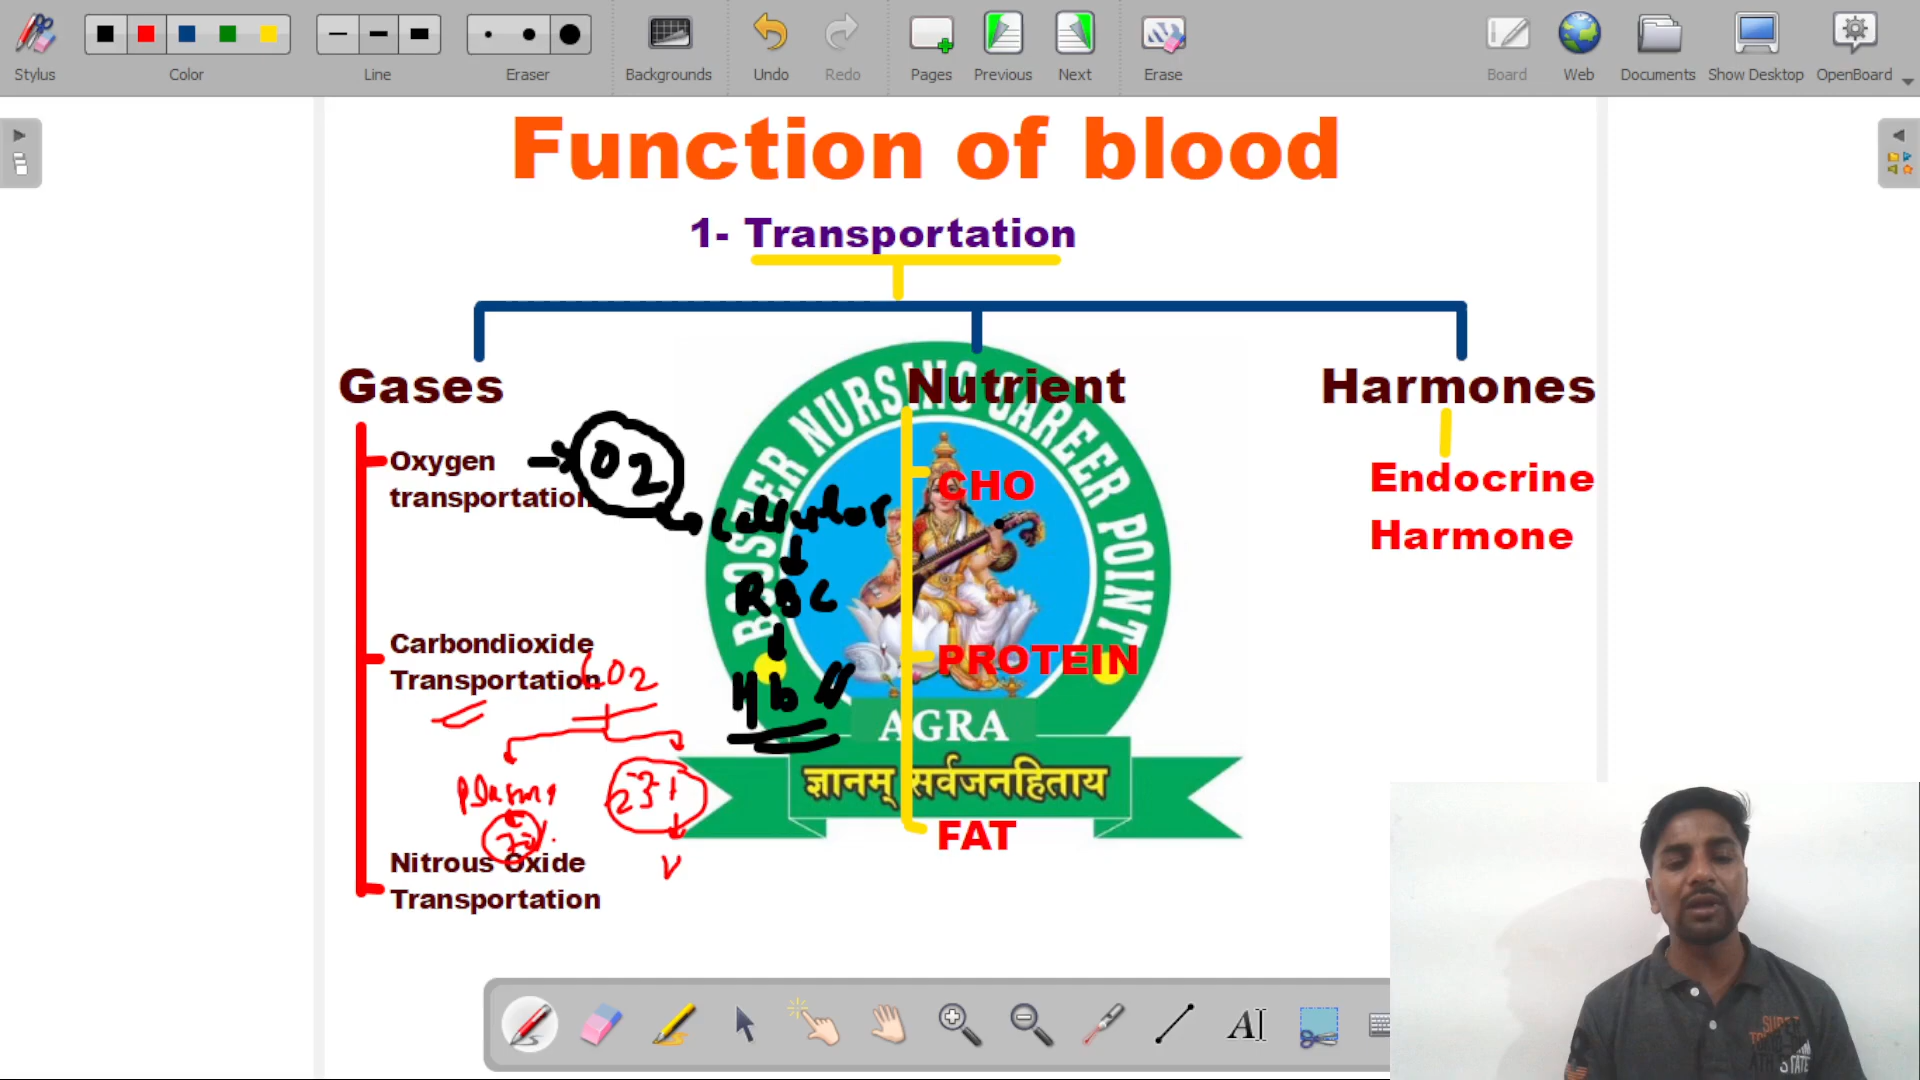 Stylus
Color
Line
Eraser
Backgrounds
Undo
Redo
Pages
Previous
Next
Erase
Board
Web
Documents
Show Desktop
OpenBoard
Function of blood
1- Transportation
Gases
Nutrient
Harmones
Oxygen
transportation
O2
Cellular
RBC
Hb
Carbondioxide
Transportation
CO2
Plasma
Nitrous Oxide
Transportation
CHO
PROTEIN
FAT
Endocrine
Harmone
BOOSTER NURSING CAREER POINT
AGRA
ज्ञानम् सर्वजनहिताय
STATE